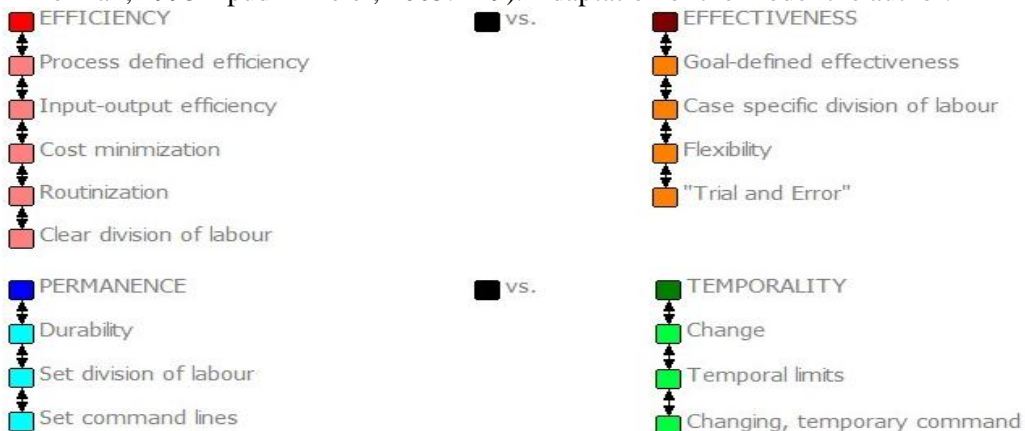 EFFICIENCY vs. EFFECTIVENESS
Process defined efficiency Goal-defined effectiveness
Input-output efficiency Case specific division of labour
Cost minimization Flexibility
Routinization "Trial and Error"
Clear division of labour
PERMANENCE vs. TEMPORALITY
Durability Change
Set division of labour Temporal limits
Set command lines Changing, temporary command